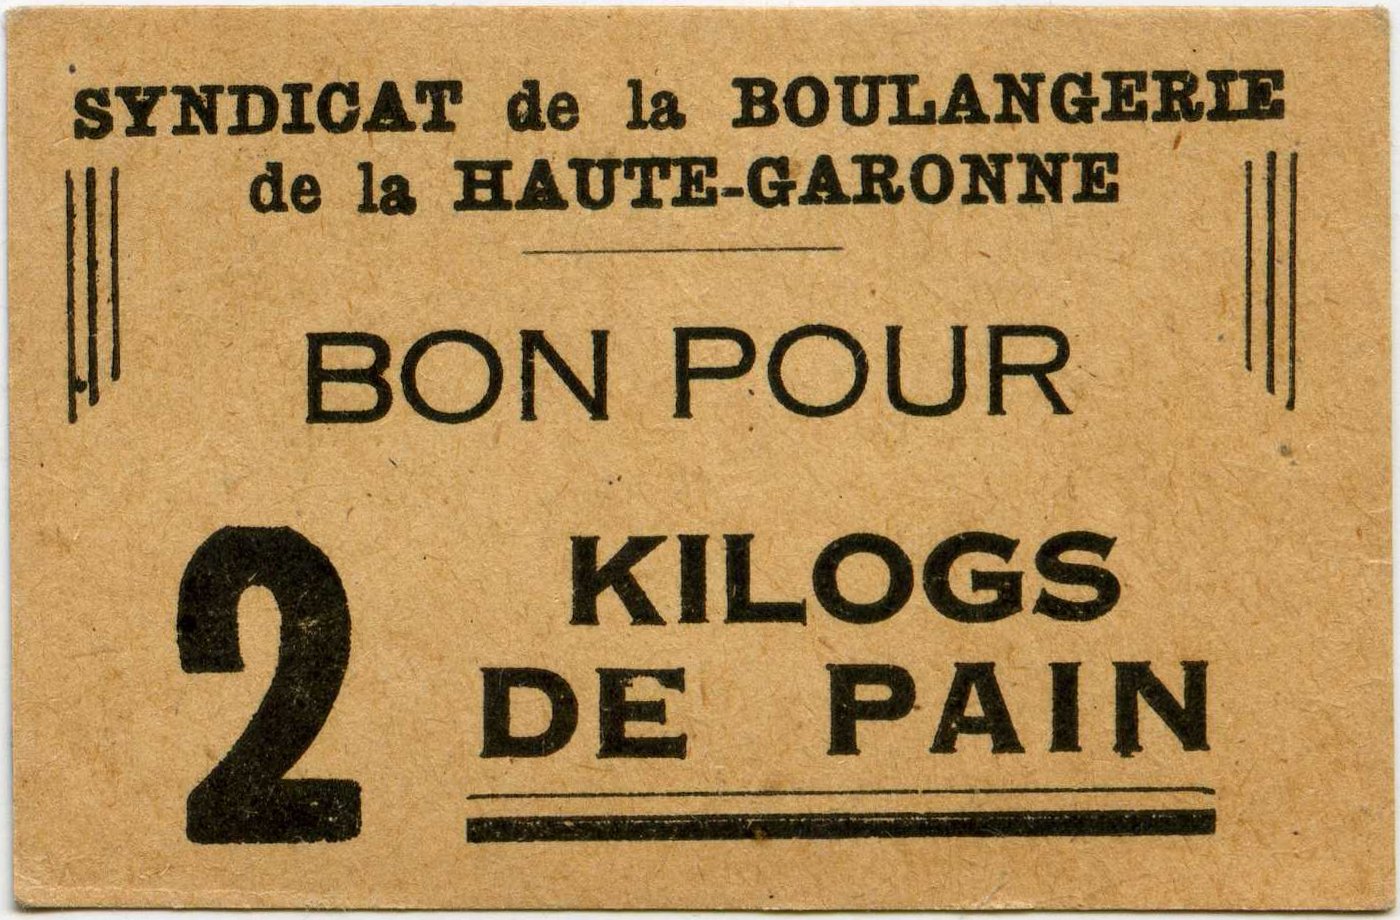 SYNDICAT de la BOULANGERIE
de la HAUTE-GARONNE
BON POUR
2 KILOGS
DE PAIN